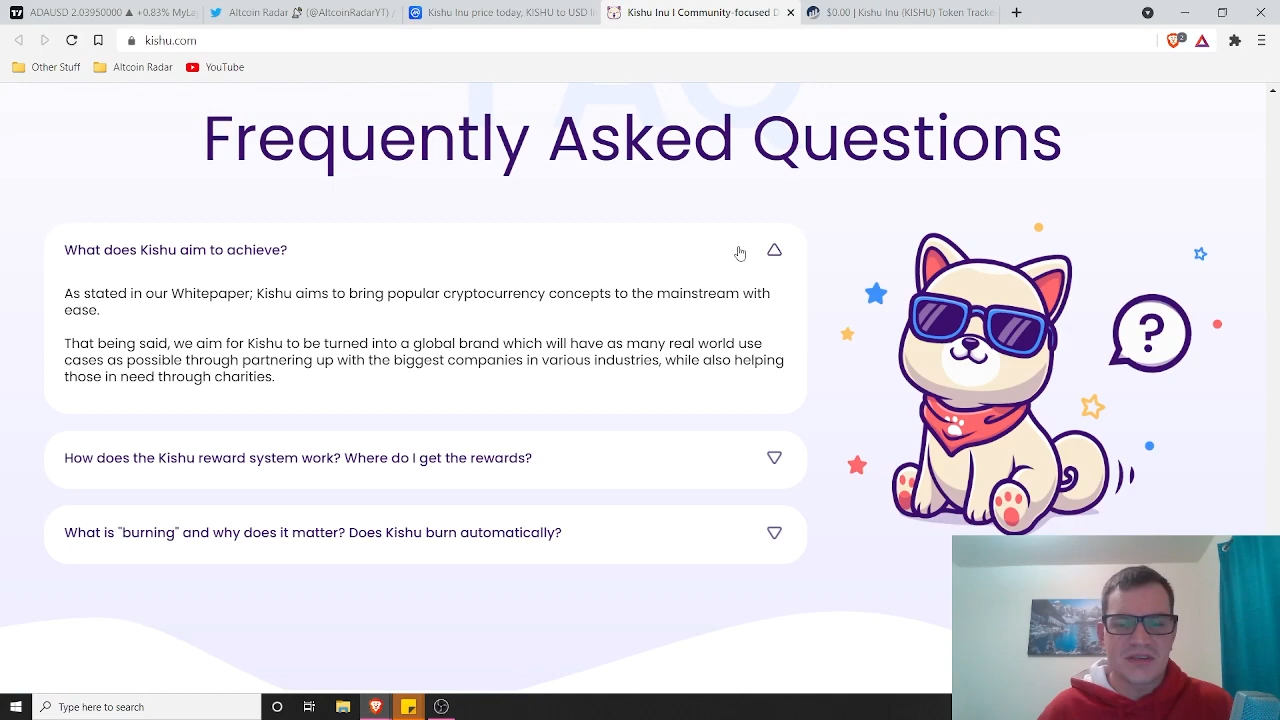 ADAUSD 2.03950000 ▲ +0.83% MyLa
Altcoin Radar (@AltcoinRadarYT) /
Kishu Inu price today, KISHU to USD l
Kishu Inu I Community-focused D
$0.00 | Kishu Inu (KISHU) Token Tracke
kishu.com
2
Other Stuff
Altcoin Radar
YouTube
FAQ
Frequently Asked Questions
What does Kishu aim to achieve?
As stated in our Whitepaper; Kishu aims to bring popular cryptocurrency concepts to the mainstream with
ease.
That being said, we aim for Kishu to be turned into a global brand which will have as many real world use
cases as possible through partnering up with the biggest companies in various industries, while also helping
those in need through charities.
?
How does the Kishu reward system work? Where do I get the rewards?
What is "burning" and why does it matter? Does Kishu burn automatically?
Type here to search